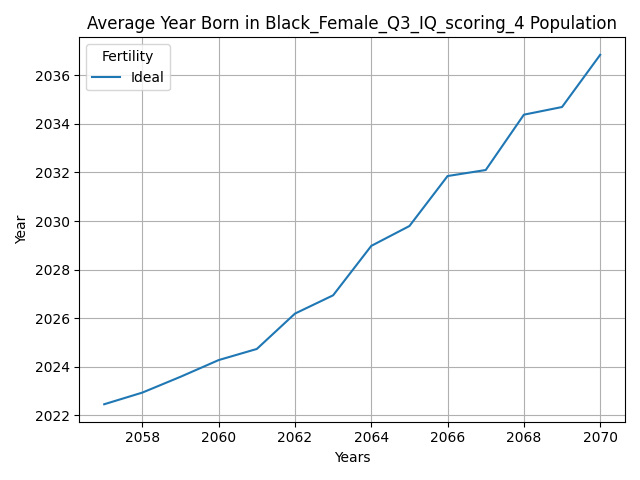 Average Year Born in Black_Female_Q3_IQ_scoring_4 Population
Fertility
Ideal
Year
2036
2034
2032
2030
2028
2026
2024
2022
2058 2060 2062 2064 2066 2068 2070
Years